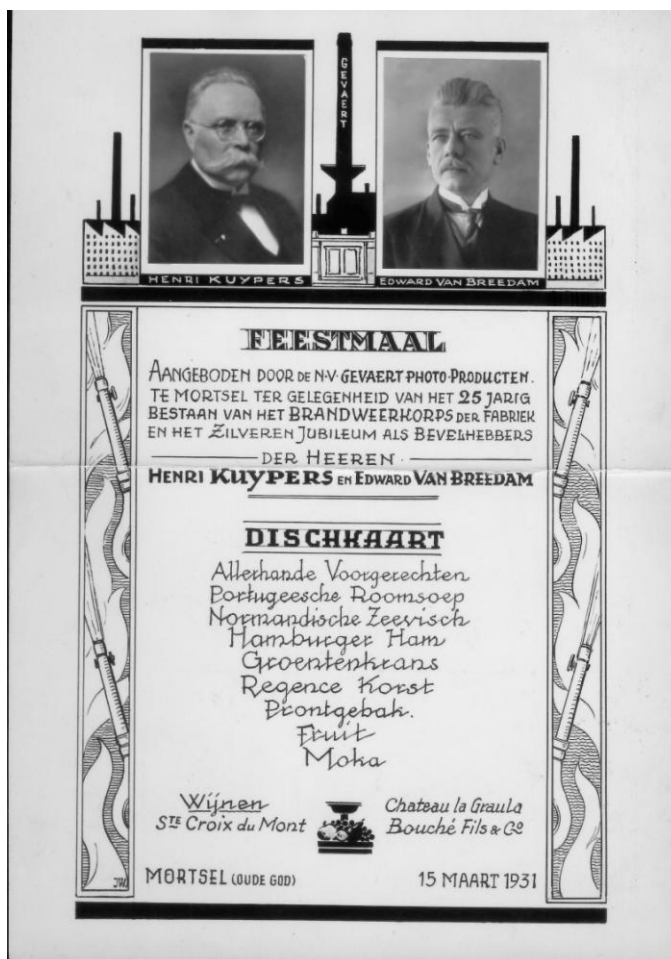 GEVAERT
HENRI KUYPERS
EDWARD VAN BREEDAM
FEESTMAAL
AANGEBODEN DOOR DE N·V· GEVAERT PHOTO·PRODUCTEN.
TE MORTSEL TER GELEGENHEID VAN HET 25 JARIG
BESTAAN VAN HET BRANDWEERKORPS DER FABRIEK
EN HET ZILVEREN JUBILEUM ALS BEVELHEBBERS
DER HEEREN
HENRI KUYPERS EN EDWARD VAN BREEDAM
DISCHKAART
Allerhande Voorgerechten
Portugeesche Roomsoep
Normandische Zeevisch
Hamburger Ham
Groentenkrans
Regence Korst
Prontgebak.
Fruit
Moka
Wijnen
STE Croix du Mont
Chateau la Graula
Bouché Fils & Co
JW
MORTSEL (OUDE GOD)
15 MAART 1931